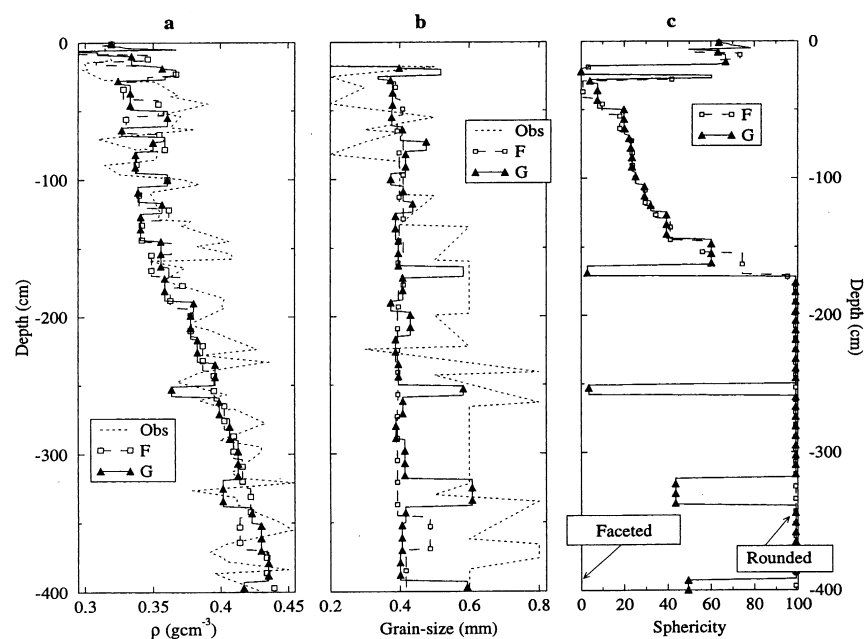 a
b
c
0
-100
-200
-300
-400
Depth (cm)
Obs
F
G
0.3
0.35
0.4
0.45
ρ (gcm⁻³)
Obs
F
G
0.2
0.4
0.6
0.8
Grain-size (mm)
F
G
Faceted
Rounded
0
-100
-200
-300
-400
Depth (cm)
0
20
40
60
80
100
Sphericity